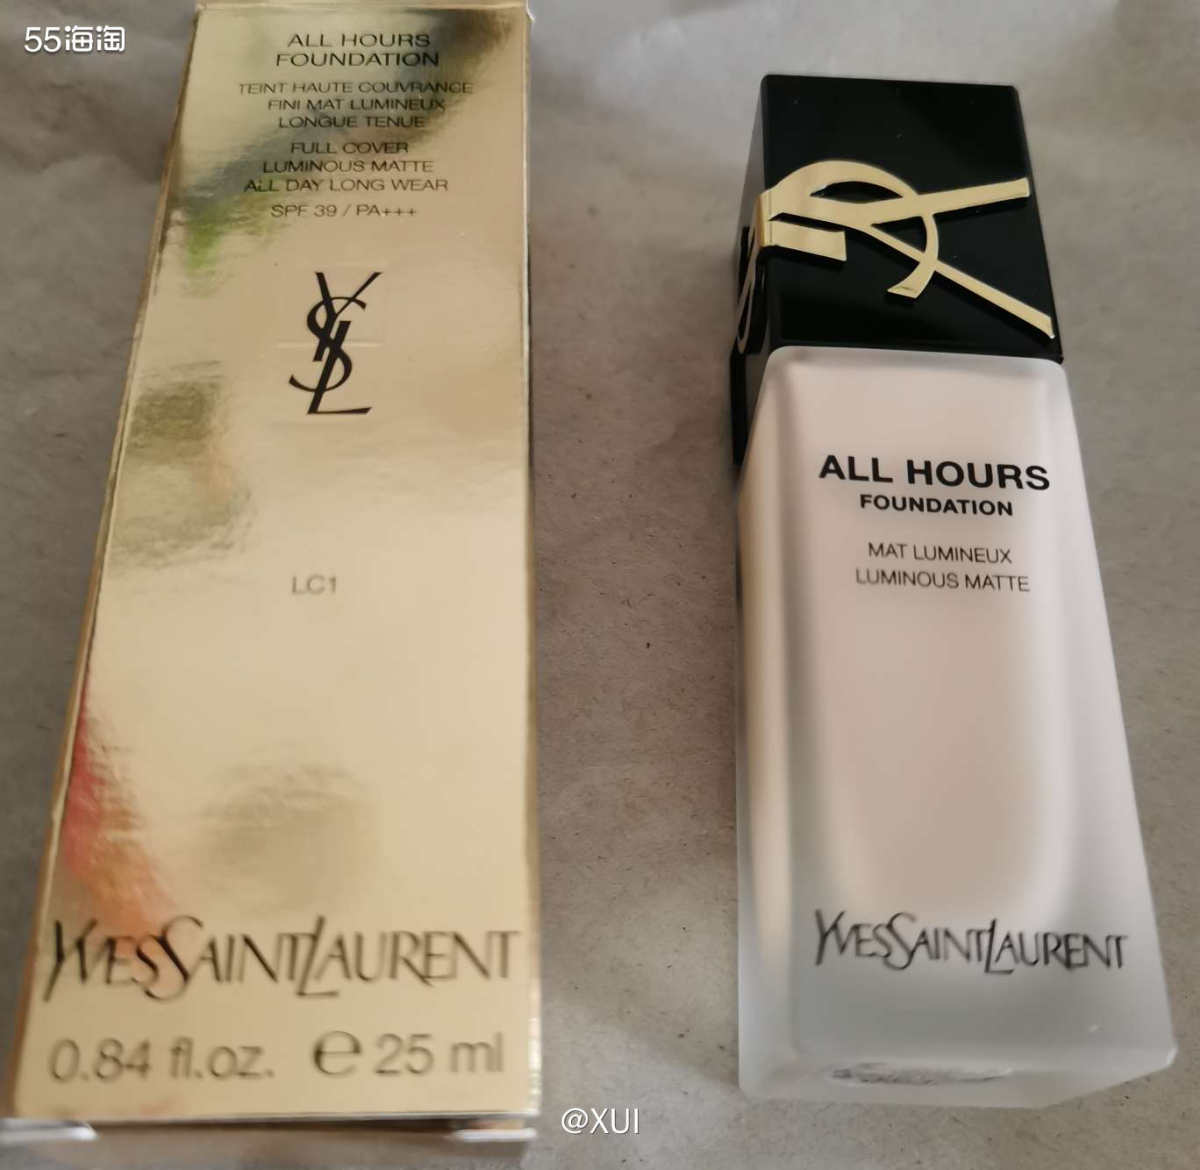 55海淘
ALL HOURS
FOUNDATION
TEINT HAUTE COUVRANCE
FINI MAT LUMINEUX
LONGUE TENUE
FULL COVER
LUMINOUS MATTE
ALL DAY LONG WEAR
SPF 39 / PA+++
YSL
LC1
YVESSAINTLAURENT
0.84 fl.oz. ℮ 25 ml
ALL HOURS
FOUNDATION
MAT LUMINEUX
LUMINOUS MATTE
YVESSAINTLAURENT
@XUI